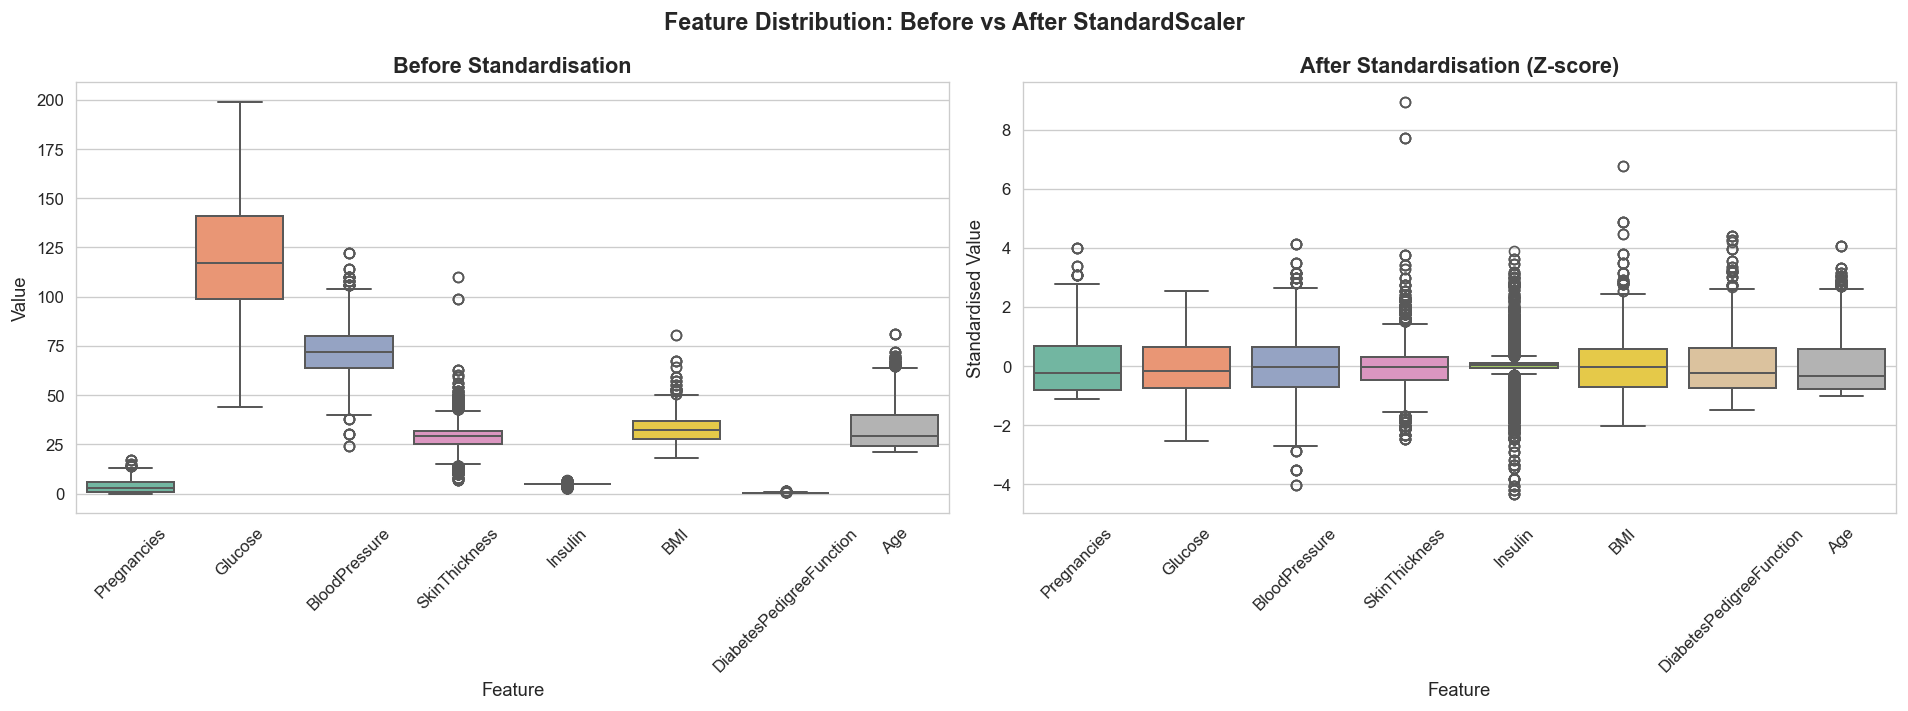 Feature Distribution: Before vs After StandardScaler
Before Standardisation
Value
200
175
150
125
100
75
50
25
0
Pregnancies
Glucose
BloodPressure
SkinThickness
Insulin
BMI
DiabetesPedigreeFunction
Age
Feature
After Standardisation (Z-score)
Standardised Value
8
6
4
2
0
−2
−4
Pregnancies
Glucose
BloodPressure
SkinThickness
Insulin
BMI
DiabetesPedigreeFunction
Age
Feature